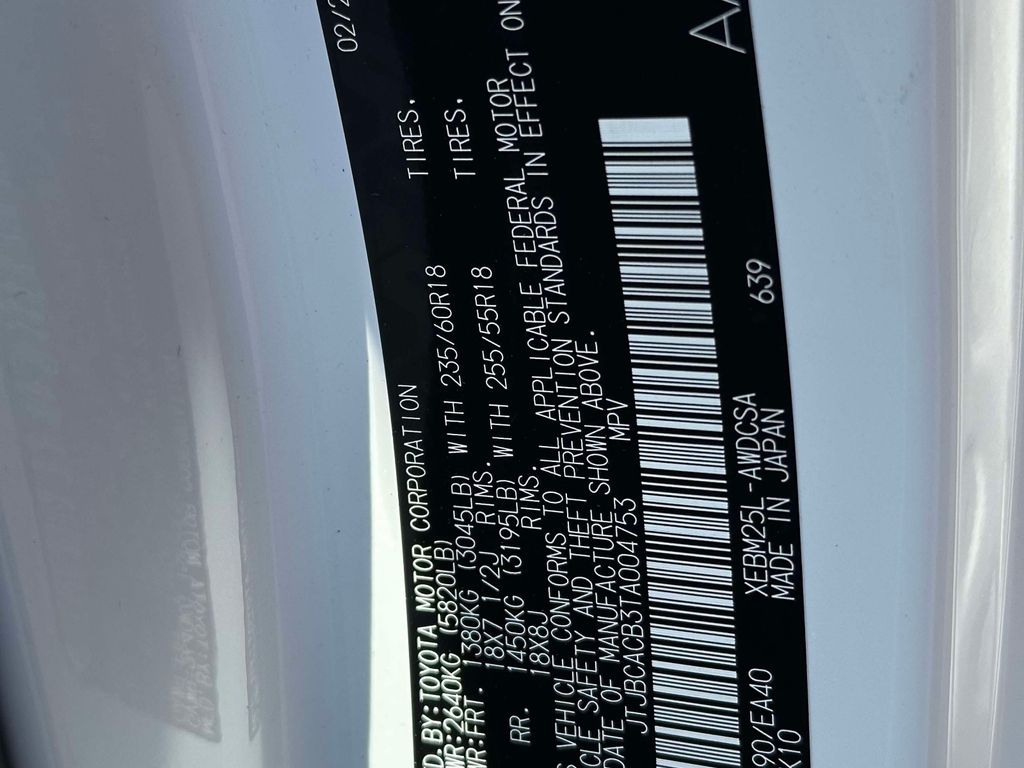 D.BY:TOYOTA MOTOR CORPORATION 02/2
WR:2640KG (5820LB)
WR:FRT. 1380KG (3045LB) WITH 235/60R18 TIRES.
18X7 1/2J RIMS.
RR. 1450KG (3195LB) WITH 255/55R18 TIRES.
18X8J RIMS.
S VEHICLE CONFORMS TO ALL APPLICABLE FEDERAL MOTOR
CLE SAFETY AND THEFT PREVENTION STANDARDS IN EFFECT ON
DATE OF MANUFACTURE SHOWN ABOVE.
JTJBCACB3TA004753 MPV
90/EA40 XEBM25L-AWDCSA 639
K10 MADE IN JAPAN